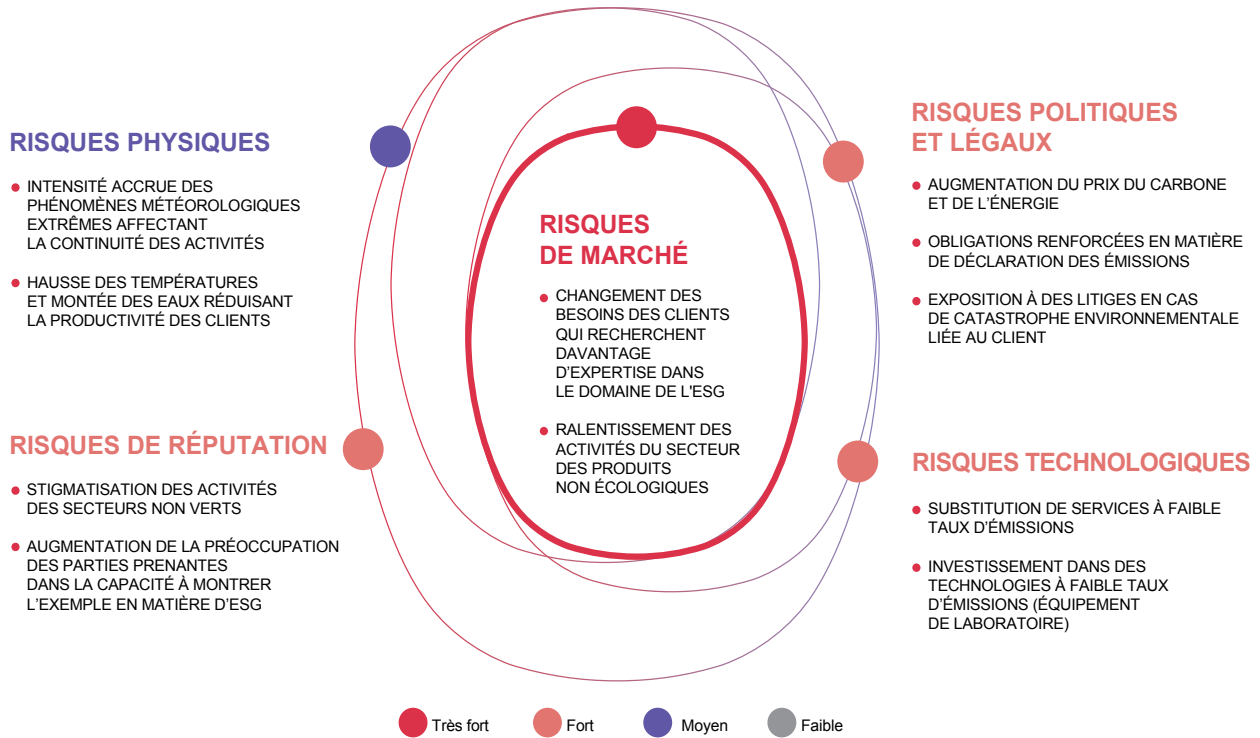 RISQUES PHYSIQUES
INTENSITÉ ACCRUE DES
PHÉNOMÈNES MÉTÉOROLOGIQUES
EXTRÊMES AFFECTANT
LA CONTINUITÉ DES ACTIVITÉS
HAUSSE DES TEMPÉRATURES
ET MONTÉE DES EAUX RÉDUISANT
LA PRODUCTIVITÉ DES CLIENTS
RISQUES DE RÉPUTATION
STIGMATISATION DES ACTIVITÉS
DES SECTEURS NON VERTS
AUGMENTATION DE LA PRÉOCCUPATION
DES PARTIES PRENANTES
DANS LA CAPACITÉ À MONTRER
L'EXEMPLE EN MATIÈRE D'ESG
RISQUES
DE MARCHÉ
CHANGEMENT DES
BESOINS DES CLIENTS
QUI RECHERCHENT
DAVANTAGE
D'EXPERTISE DANS
LE DOMAINE DE L'ESG
RALENTISSEMENT DES
ACTIVITÉS DU SECTEUR
DES PRODUITS
NON ÉCOLOGIQUES
RISQUES POLITIQUES
ET LÉGAUX
AUGMENTATION DU PRIX DU CARBONE
ET DE L'ÉNERGIE
OBLIGATIONS RENFORCÉES EN MATIÈRE
DE DÉCLARATION DES ÉMISSIONS
EXPOSITION À DES LITIGES EN CAS
DE CATASTROPHE ENVIRONNEMENTALE
LIÉE AU CLIENT
RISQUES TECHNOLOGIQUES
SUBSTITUTION DE SERVICES À FAIBLE
TAUX D'ÉMISSIONS
INVESTISSEMENT DANS DES
TECHNOLOGIES À FAIBLE TAUX
D'ÉMISSIONS (ÉQUIPEMENT
DE LABORATOIRE)
Très fort Fort Moyen Faible